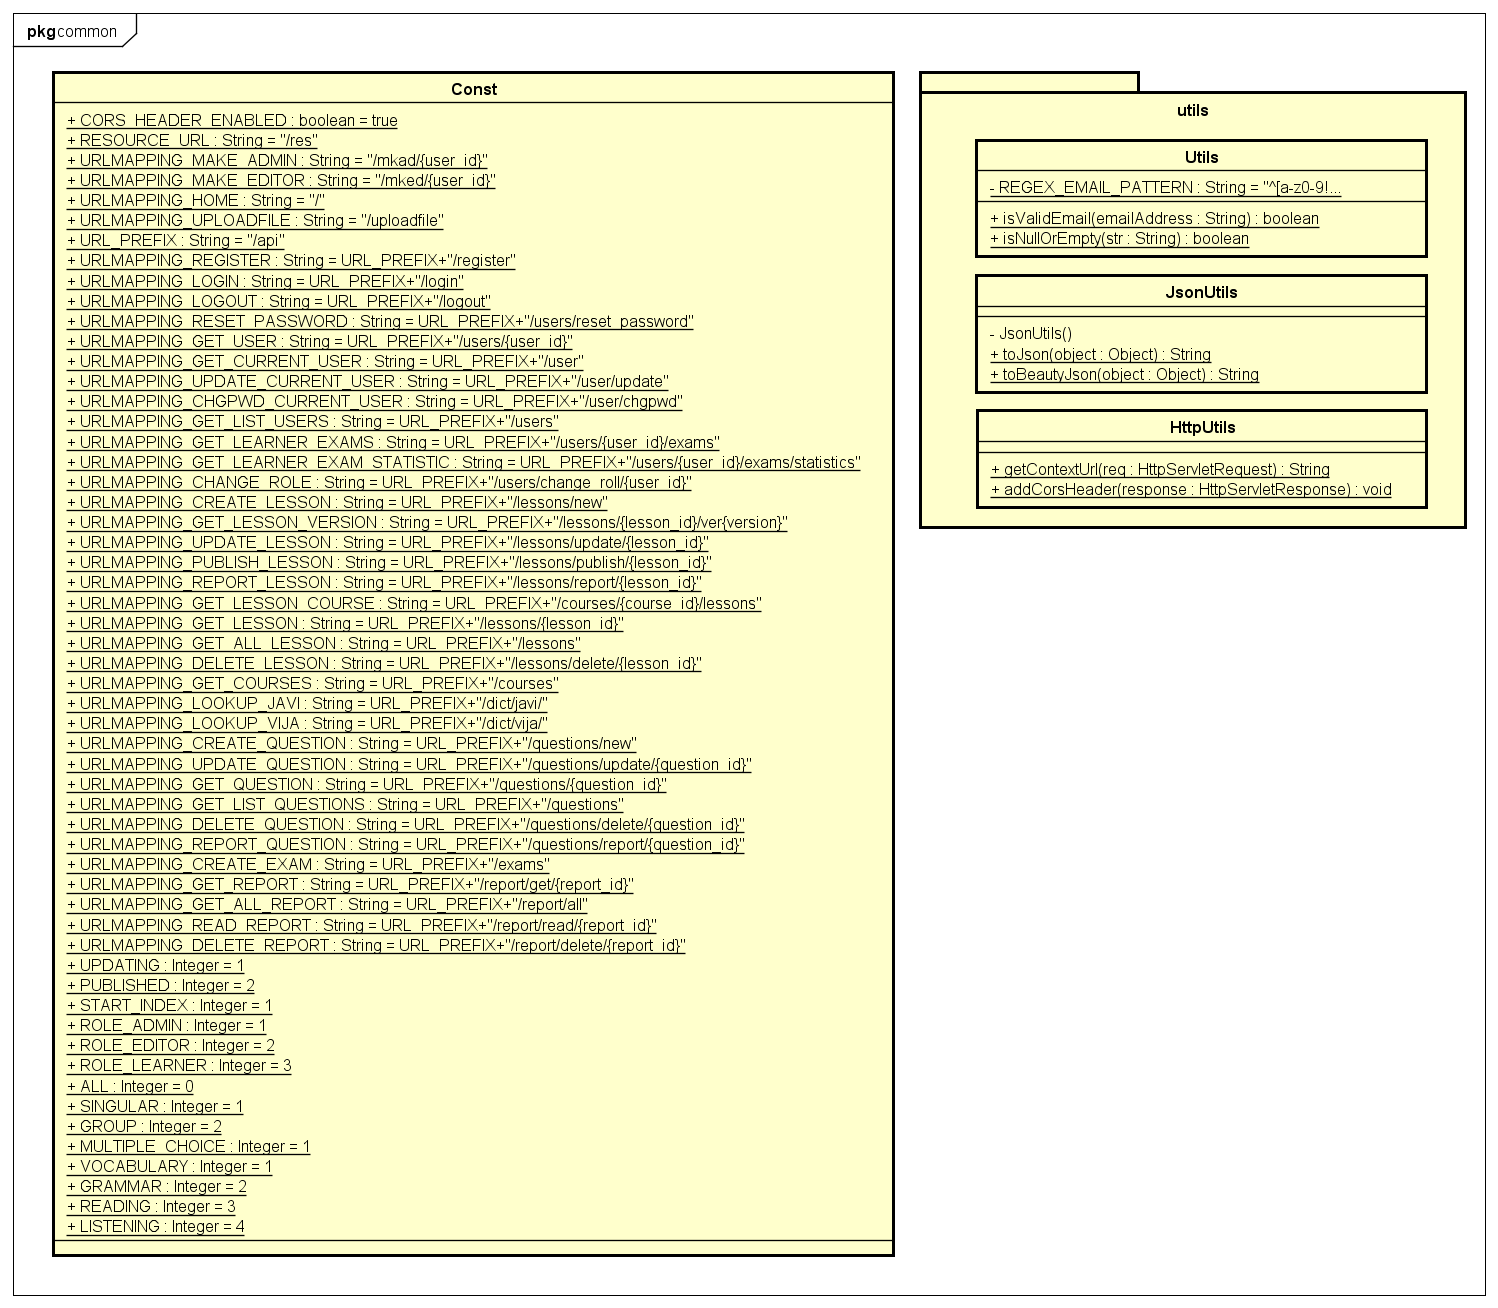 pkg common
Const
+ CORS_HEADER_ENABLED : boolean = true
+ RESOURCE_URL : String = "/res"
+ URLMAPPING_MAKE_ADMIN : String = "/mkad/{user_id}"
+ URLMAPPING_MAKE_EDITOR : String = "/mked/{user_id}"
+ URLMAPPING_HOME : String = "/"
+ URLMAPPING_UPLOADFILE : String = "/uploadfile"
+ URL_PREFIX : String = "/api"
+ URLMAPPING_REGISTER : String = URL_PREFIX+"/register"
+ URLMAPPING_LOGIN : String = URL_PREFIX+"/login"
+ URLMAPPING_LOGOUT : String = URL_PREFIX+"/logout"
+ URLMAPPING_RESET_PASSWORD : String = URL_PREFIX+"/users/reset_password"
+ URLMAPPING_GET_USER : String = URL_PREFIX+"/users/{user_id}"
+ URLMAPPING_GET_CURRENT_USER : String = URL_PREFIX+"/user"
+ URLMAPPING_UPDATE_CURRENT_USER : String = URL_PREFIX+"/user/update"
+ URLMAPPING_CHGPWD_CURRENT_USER : String = URL_PREFIX+"/user/chgpwd"
+ URLMAPPING_GET_LIST_USERS : String = URL_PREFIX+"/users"
+ URLMAPPING_GET_LEARNER_EXAMS : String = URL_PREFIX+"/users/{user_id}/exams"
+ URLMAPPING_GET_LEARNER_EXAM_STATISTIC : String = URL_PREFIX+"/users/{user_id}/exams/statistics"
+ URLMAPPING_CHANGE_ROLE : String = URL_PREFIX+"/users/change_roll/{user_id}"
+ URLMAPPING_CREATE_LESSON : String = URL_PREFIX+"/lessons/new"
+ URLMAPPING_GET_LESSON_VERSION : String = URL_PREFIX+"/lessons/{lesson_id}/ver{version}"
+ URLMAPPING_UPDATE_LESSON : String = URL_PREFIX+"/lessons/update/{lesson_id}"
+ URLMAPPING_PUBLISH_LESSON : String = URL_PREFIX+"/lessons/publish/{lesson_id}"
+ URLMAPPING_REPORT_LESSON : String = URL_PREFIX+"/lessons/report/{lesson_id}"
+ URLMAPPING_GET_LESSON_COURSE : String = URL_PREFIX+"/courses/{course_id}/lessons"
+ URLMAPPING_GET_LESSON : String = URL_PREFIX+"/lessons/{lesson_id}"
+ URLMAPPING_GET_ALL_LESSON : String = URL_PREFIX+"/lessons"
+ URLMAPPING_DELETE_LESSON : String = URL_PREFIX+"/lessons/delete/{lesson_id}"
+ URLMAPPING_GET_COURSES : String = URL_PREFIX+"/courses"
+ URLMAPPING_LOOKUP_JAVI : String = URL_PREFIX+"/dict/javi/"
+ URLMAPPING_LOOKUP_VIJA : String = URL_PREFIX+"/dict/vija/"
+ URLMAPPING_CREATE_QUESTION : String = URL_PREFIX+"/questions/new"
+ URLMAPPING_UPDATE_QUESTION : String = URL_PREFIX+"/questions/update/{question_id}"
+ URLMAPPING_GET_QUESTION : String = URL_PREFIX+"/questions/{question_id}"
+ URLMAPPING_GET_LIST_QUESTIONS : String = URL_PREFIX+"/questions"
+ URLMAPPING_DELETE_QUESTION : String = URL_PREFIX+"/questions/delete/{question_id}"
+ URLMAPPING_REPORT_QUESTION : String = URL_PREFIX+"/questions/report/{question_id}"
+ URLMAPPING_CREATE_EXAM : String = URL_PREFIX+"/exams"
+ URLMAPPING_GET_REPORT : String = URL_PREFIX+"/report/get/{report_id}"
+ URLMAPPING_GET_ALL_REPORT : String = URL_PREFIX+"/report/all"
+ URLMAPPING_READ_REPORT : String = URL_PREFIX+"/report/read/{report_id}"
+ URLMAPPING_DELETE_REPORT : String = URL_PREFIX+"/report/delete/{report_id}"
+ UPDATING : Integer = 1
+ PUBLISHED : Integer = 2
+ START_INDEX : Integer = 1
+ ROLE_ADMIN : Integer = 1
+ ROLE_EDITOR : Integer = 2
+ ROLE_LEARNER : Integer = 3
+ ALL : Integer = 0
+ SINGULAR : Integer = 1
+ GROUP : Integer = 2
+ MULTIPLE_CHOICE : Integer = 1
+ VOCABULARY : Integer = 1
+ GRAMMAR : Integer = 2
+ READING : Integer = 3
+ LISTENING : Integer = 4
utils
Utils
- REGEX_EMAIL_PATTERN : String = "^[a-z0-9!...
+ isValidEmail(emailAddress : String) : boolean
+ isNullOrEmpty(str : String) : boolean
JsonUtils
- JsonUtils()
+ toJson(object : Object) : String
+ toBeautyJson(object : Object) : String
HttpUtils
+ getContextUrl(req : HttpServletRequest) : String
+ addCorsHeader(response : HttpServletResponse) : void